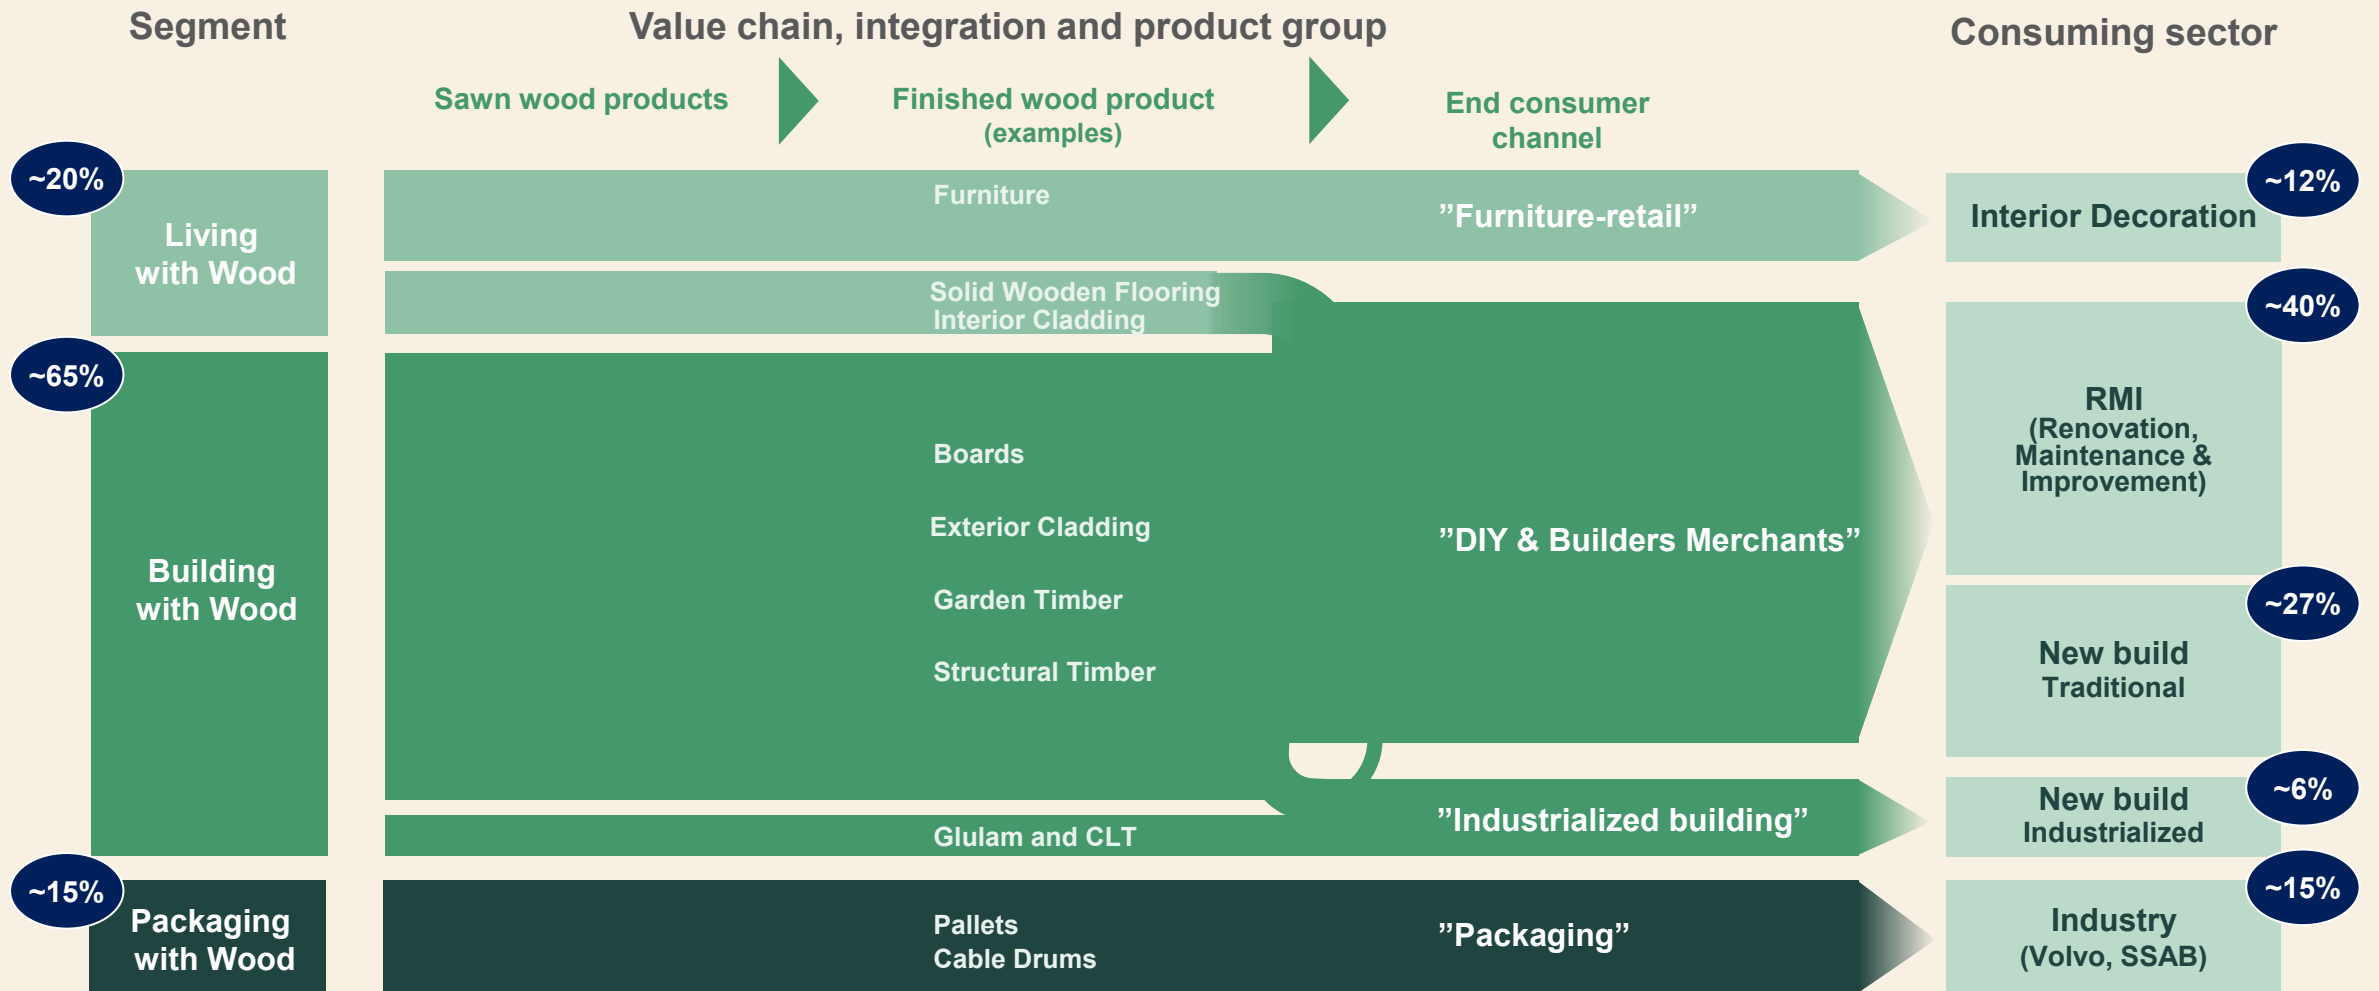 Segment
Value chain, integration and product group
Consuming sector
Sawn wood products
Finished wood product
(examples)
End consumer
channel
~20%
Living
with Wood
Furniture
”Furniture-retail”
Interior Decoration
~12%
Solid Wooden Flooring
Interior Cladding
~65%
Building
with Wood
Boards
Exterior Cladding
Garden Timber
Structural Timber
”DIY & Builders Merchants”
~40%
RMI
(Renovation,
Maintenance &
Improvement)
~27%
New build
Traditional
Glulam and CLT
”Industrialized building”
~6%
New build
Industrialized
~15%
Packaging
with Wood
Pallets
Cable Drums
”Packaging”
~15%
Industry
(Volvo, SSAB)